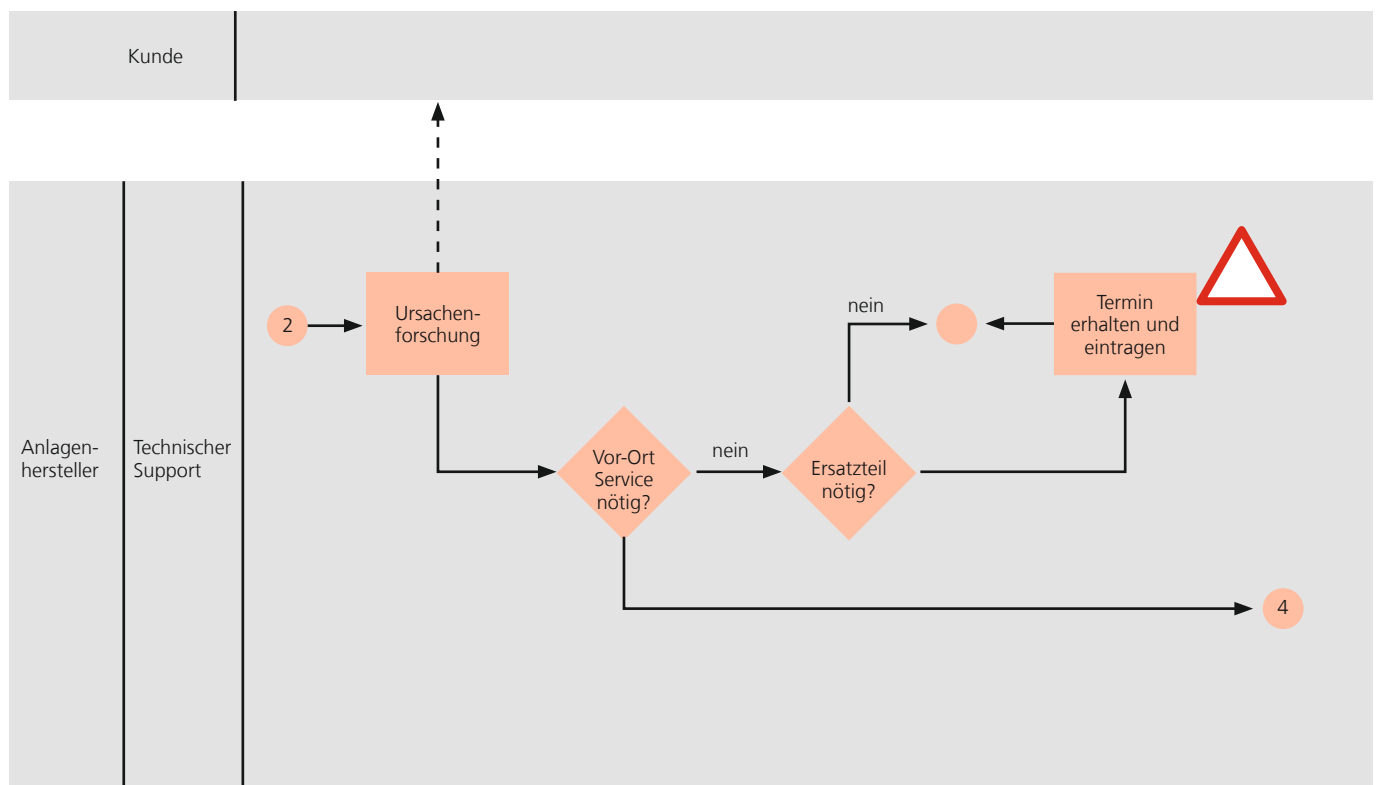 Kunde
Anlagen-
hersteller
Technischer
Support
2
Ursachen-
forschung
Vor-Ort
Service
nötig?
nein
Ersatzteil
nötig?
nein
Termin
erhalten und
eintragen
4